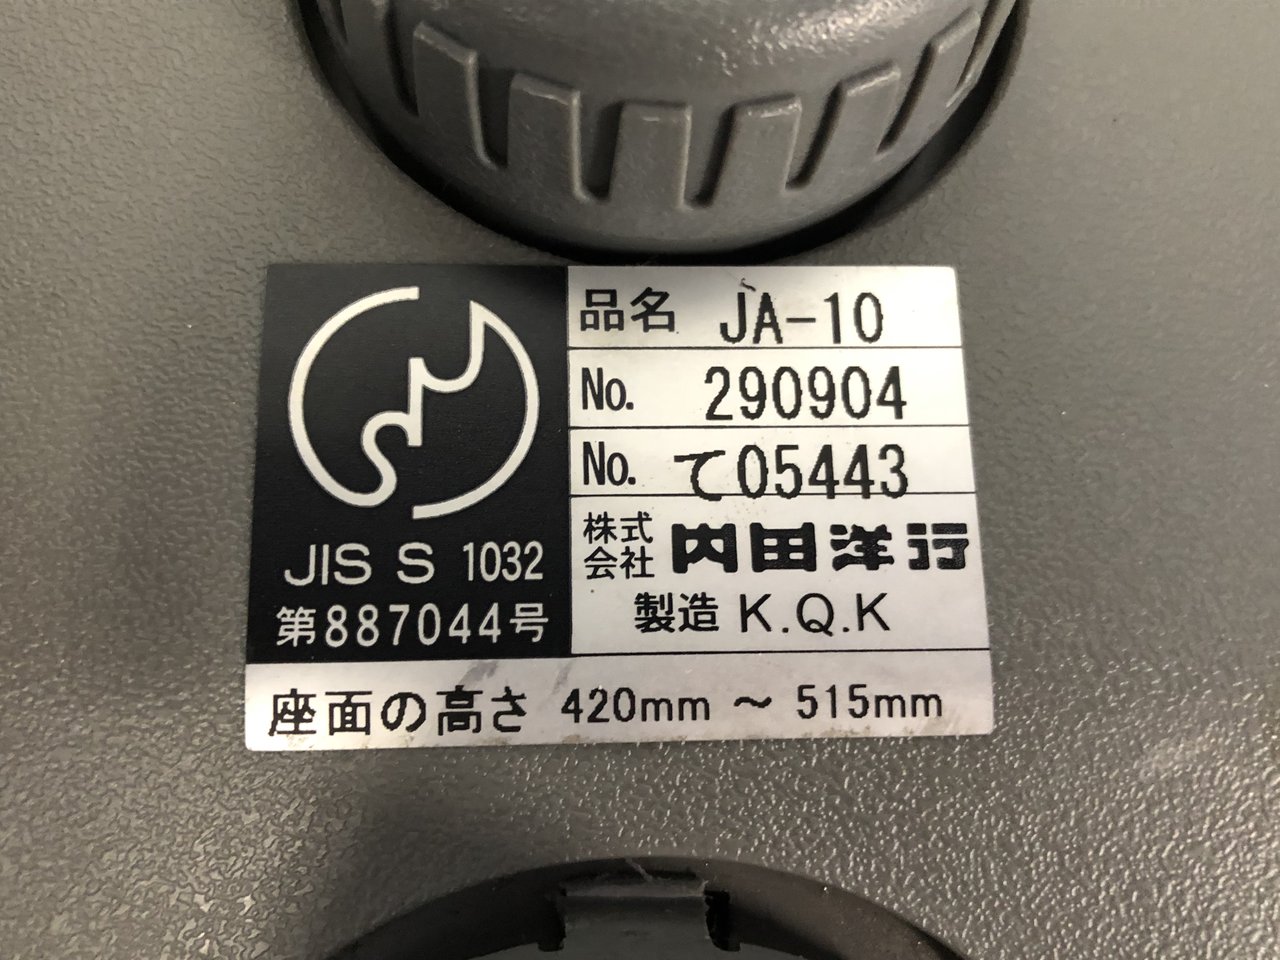 品名 JA-10
No. 290904
No. て05443
株式会社 内田洋行
製造 K.Q.K
JIS S 1032
第887044号
座面の高さ 420mm ～ 515mm